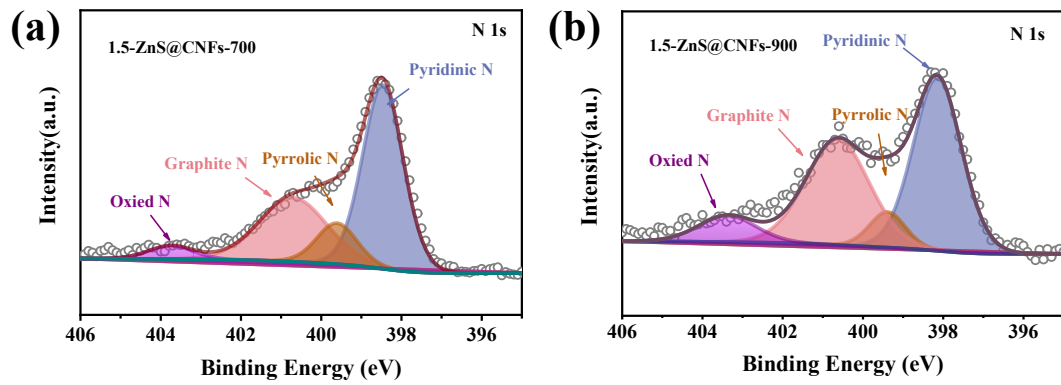 (a)
1.5-ZnS@CNFs-700
N 1s
Pyridinic N
Graphite N
Pyrrolic N
Oxied N
Intensity(a.u.)
406 404 402 400 398 396
Binding Energy (eV)
(b)
1.5-ZnS@CNFs-900
N 1s
Pyridinic N
Graphite N
Pyrrolic N
Oxied N
Intensity(a.u.)
406 404 402 400 398 396
Binding Energy (eV)